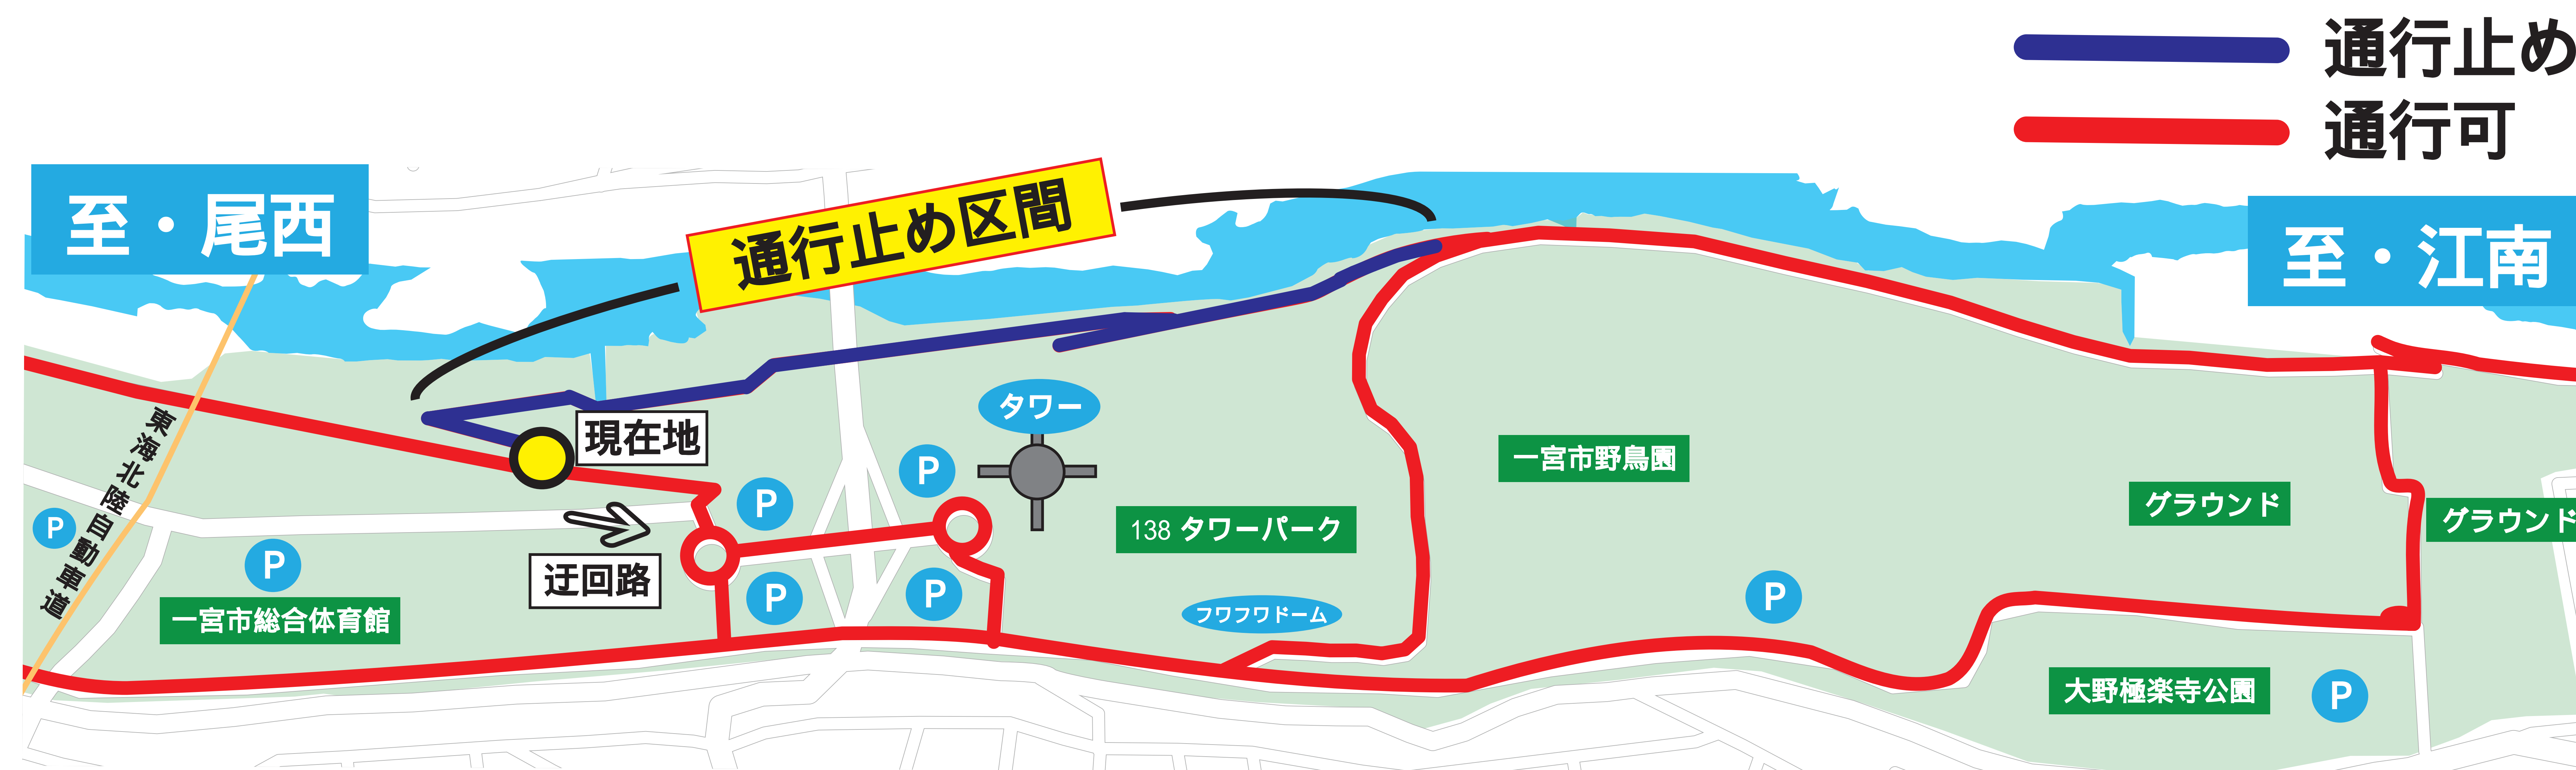 通行止め
通行可
至・尾西
通行止め区間
至・江南
東海北陸自動車道
現在地
タワー
P
P
P
P
P
P
P
P
迂回路
138 タワーパーク
一宮市野鳥園
グラウンド
グラウンド
フワフワドーム
一宮市総合体育館
大野極楽寺公園